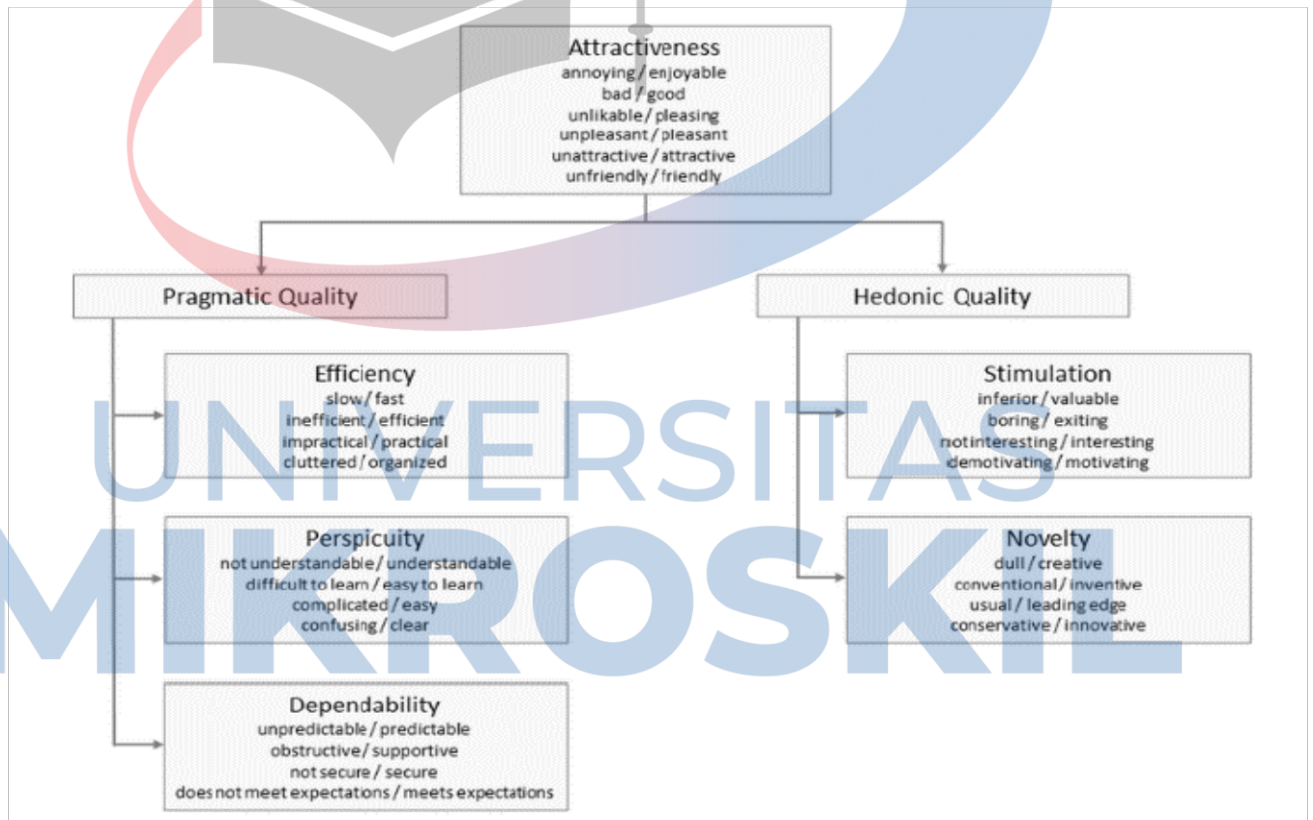 Attractiveness
annoying / enjoyable
bad / good
unlikable / pleasing
unpleasant / pleasant
unattractive / attractive
unfriendly / friendly
Pragmatic Quality
Hedonic Quality
Efficiency
slow / fast
inefficient / efficient
impractical / practical
cluttered / organized
Stimulation
inferior / valuable
boring / exiting
not interesting / interesting
demotivating / motivating
Perspicuity
not understandable / understandable
difficult to learn / easy to learn
complicated / easy
confusing / clear
Novelty
dull / creative
conventional / inventive
usual / leading edge
conservative / innovative
Dependability
unpredictable / predictable
obstructive / supportive
not secure / secure
does not meet expectations / meets expectations
UNIVERSITAS
MIKROSKIL